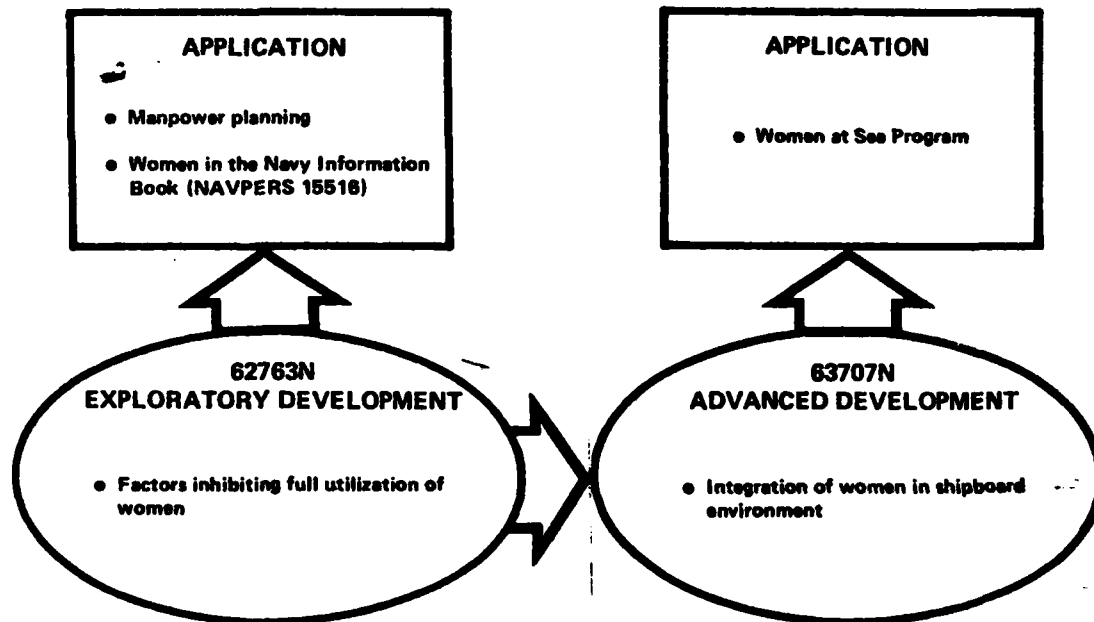 APPLICATION
• Manpower planning
• Women in the Navy Information
Book (NAVPERS 15516)
APPLICATION
• Women at Sea Program
62763N
EXPLORATORY DEVELOPMENT
• Factors inhibiting full utilization of
women
63707N
ADVANCED DEVELOPMENT
• Integration of women in shipboard
environment